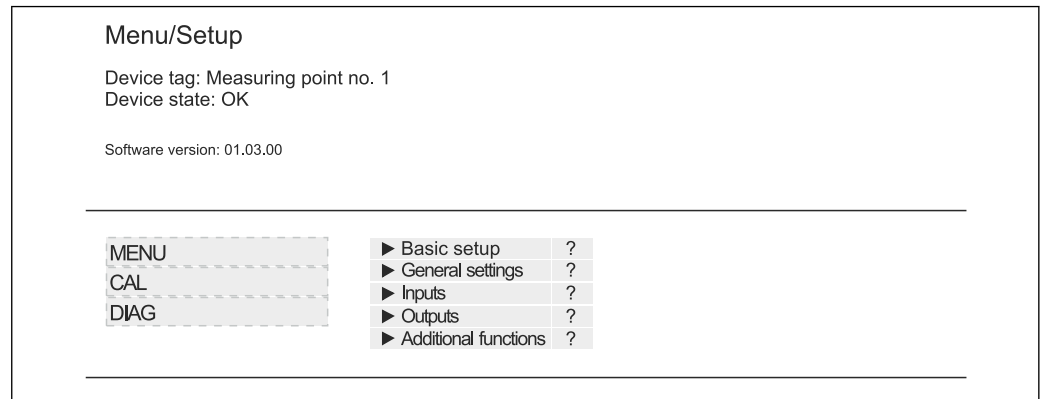 Menu/Setup
Device tag: Measuring point no. 1
Device state: OK
Software version: 01.03.00
MENU
CAL
DIAG
► Basic setup ?
► General settings ?
► Inputs ?
► Outputs ?
► Additional functions ?